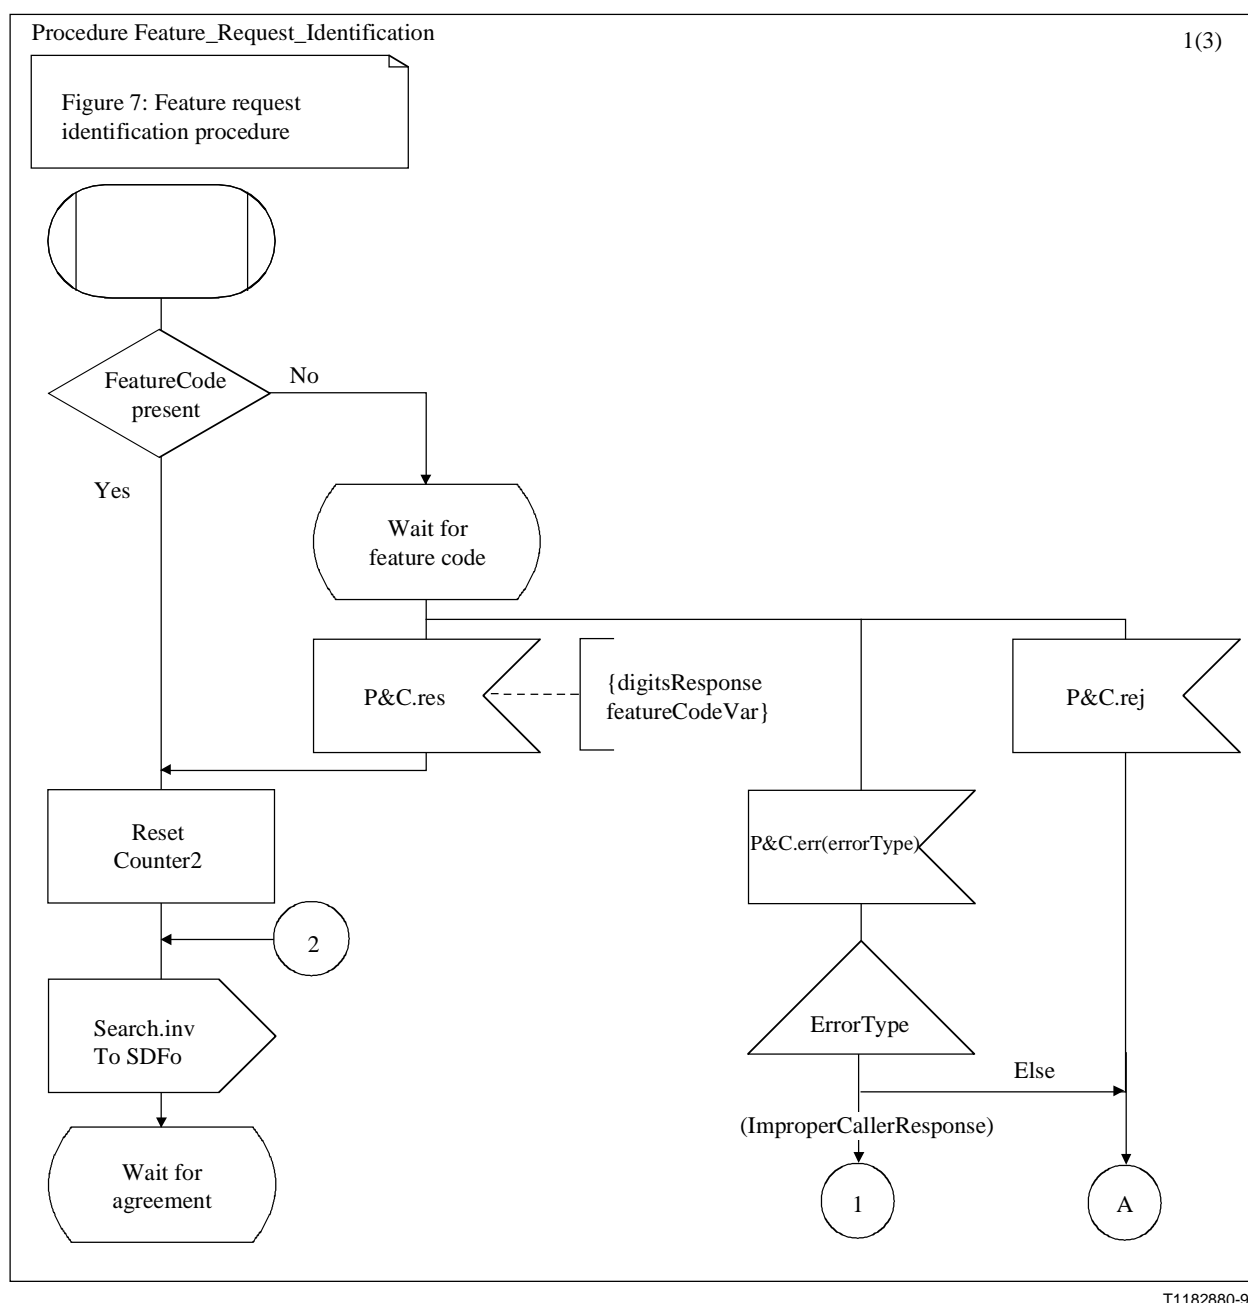 Procedure Feature_Request_Identification
1(3)
Figure 7: Feature request
identification procedure
FeatureCode
present
No
Yes
Wait for
feature code
P&C.res
{digitsResponse
featureCodeVar}
P&C.rej
Reset
Counter2
P&C.err(errorType)
2
Search.inv
To SDFo
ErrorType
Else
(ImproperCallerResponse)
Wait for
agreement
1
A
T1182880-9